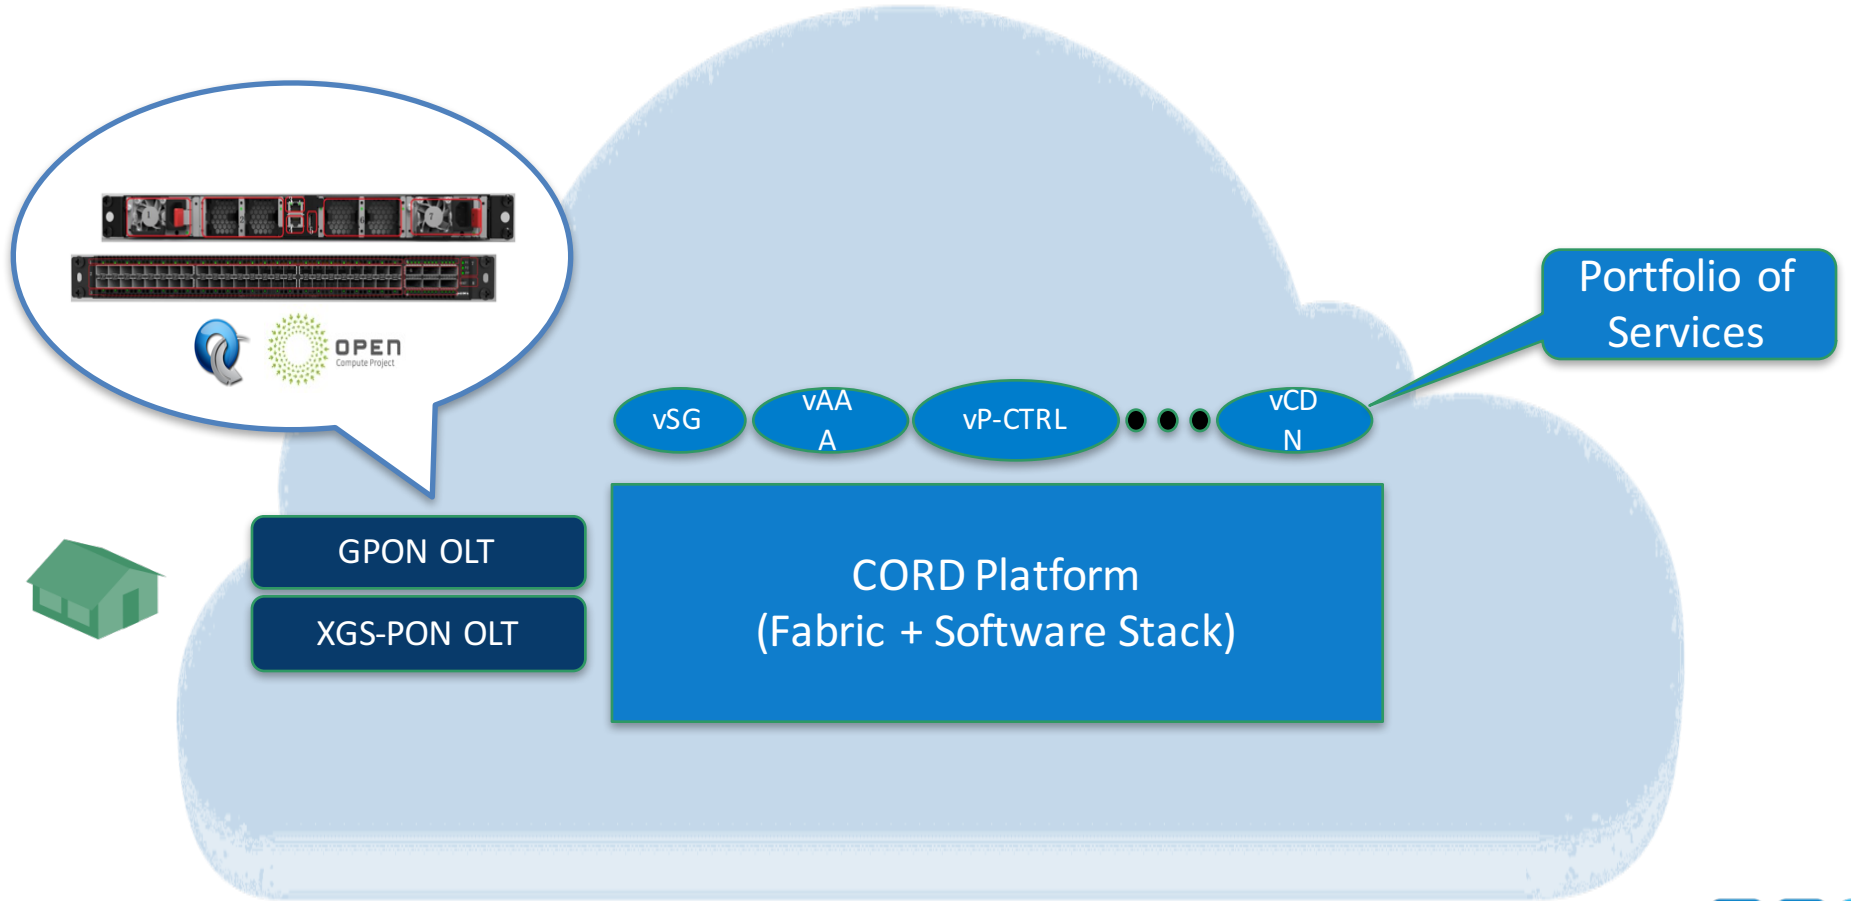 OPEN
Compute Project
Portfolio of
Services
vSG
vAA
A
vP-CTRL
vCD
N
GPON OLT
XGS-PON OLT
CORD Platform
(Fabric + Software Stack)